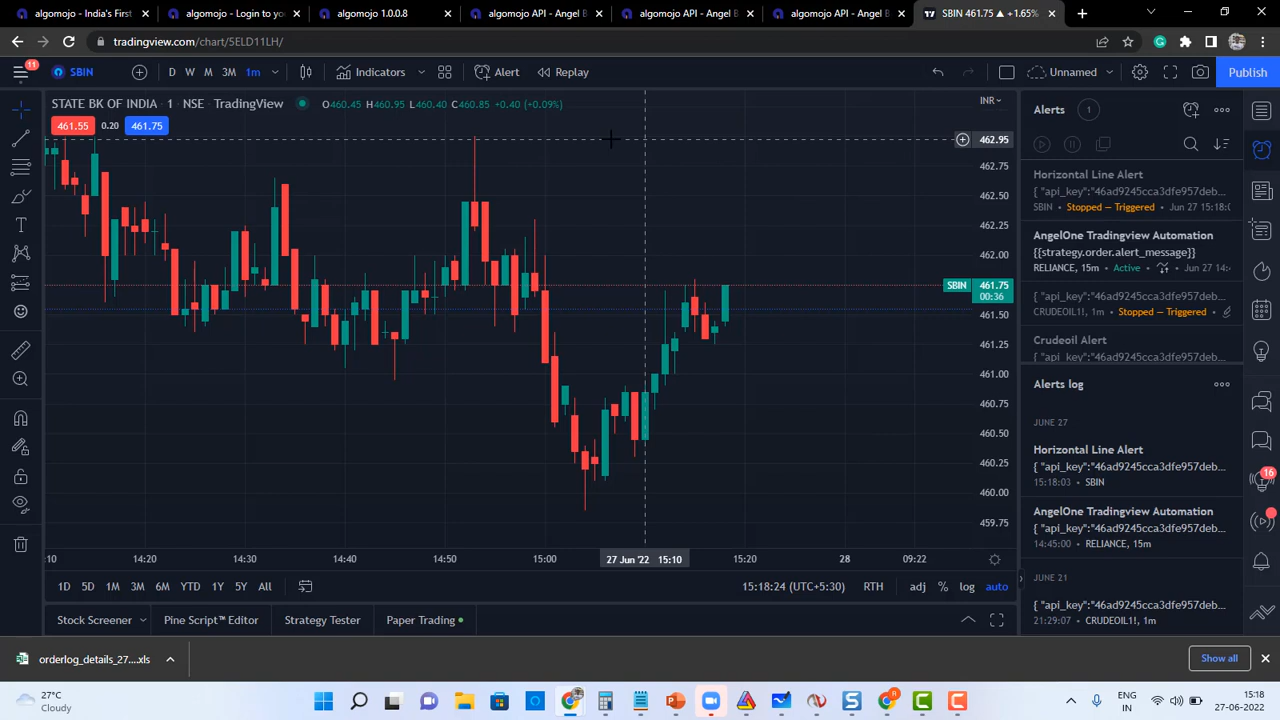 algomojo - India's First
algomojo - Login to yo
algomojo 1.0.0.8
algomojo API - Angel B
algomojo API - Angel B
algomojo API - Angel B
SBIN 461.75 ▲ +1.65%
tradingview.com/chart/5ELD11LH/
11
SBIN
D W M 3M 1m
Indicators
Alert
Replay
Unnamed
Publish
STATE BK OF INDIA · 1 · NSE · TradingView
O460.45 H460.95 L460.40 C460.85 +0.40 (+0.09%)
INR
461.55 0.20 461.75
462.95
462.75
462.50
462.25
462.00
SBIN 461.75
00:36
461.50
461.25
461.00
460.75
460.50
460.25
460.00
459.75
:10
14:20
14:30
14:40
14:50
15:00
27 Jun '22 15:10
15:20
28
09:22
1D 5D 1M 3M 6M YTD 1Y 5Y All
15:18:24 (UTC+5:30)
RTH
adj
%
log
auto
Stock Screener
Pine Script™ Editor
Strategy Tester
Paper Trading
Alerts 1
Horizontal Line Alert
{ "api_key":"46ad9245cca3dfe957deb...
SBIN · Stopped — Triggered · Jun 27 15:18:(
AngelOne Tradingview Automation
{{strategy.order.alert_message}}
RELIANCE, 15m · Active · Jun 27 14:
{ "api_key":"46ad9245cca3dfe957deb...
CRUDEOIL1!, 1m · Stopped — Triggered ·
Crudeoil Alert
{ "api_key":"46ad9245cca3dfe957deb...
Alerts log
JUNE 27
Horizontal Line Alert
{ "api_key":"46ad9245cca3dfe957deb...
15:18:03 · SBIN
AngelOne Tradingview Automation
{ "api_key":"46ad9245cca3dfe957deb...
14:45:00 · RELIANCE, 15m
JUNE 21
{ "api_key":"46ad9245cca3dfe957deb...
21:29:07 · CRUDEOIL1!, 1m
16
orderlog_details_27....xls
Show all
27°C
Cloudy
ENG
IN
15:18
27-06-2022